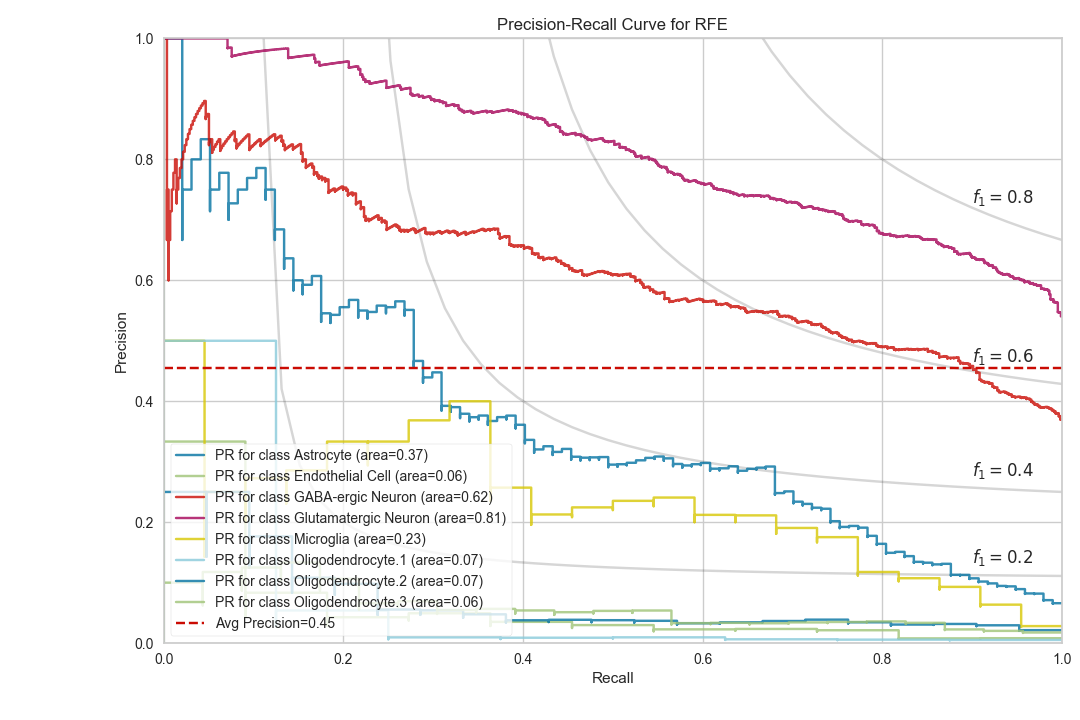 Precision-Recall Curve for RFE
1.0
0.8
0.6
0.4
0.2
0.0
Precision
f1 = 0.8
f1 = 0.6
f1 = 0.4
f1 = 0.2
PR for class Astrocyte (area=0.37)
PR for class Endothelial Cell (area=0.06)
PR for class GABA-ergic Neuron (area=0.62)
PR for class Glutamatergic Neuron (area=0.81)
PR for class Microglia (area=0.23)
PR for class Oligodendrocyte.1 (area=0.07)
PR for class Oligodendrocyte.2 (area=0.07)
PR for class Oligodendrocyte.3 (area=0.06)
Avg Precision=0.45
0.0 0.2 0.4 0.6 0.8 1.0
Recall